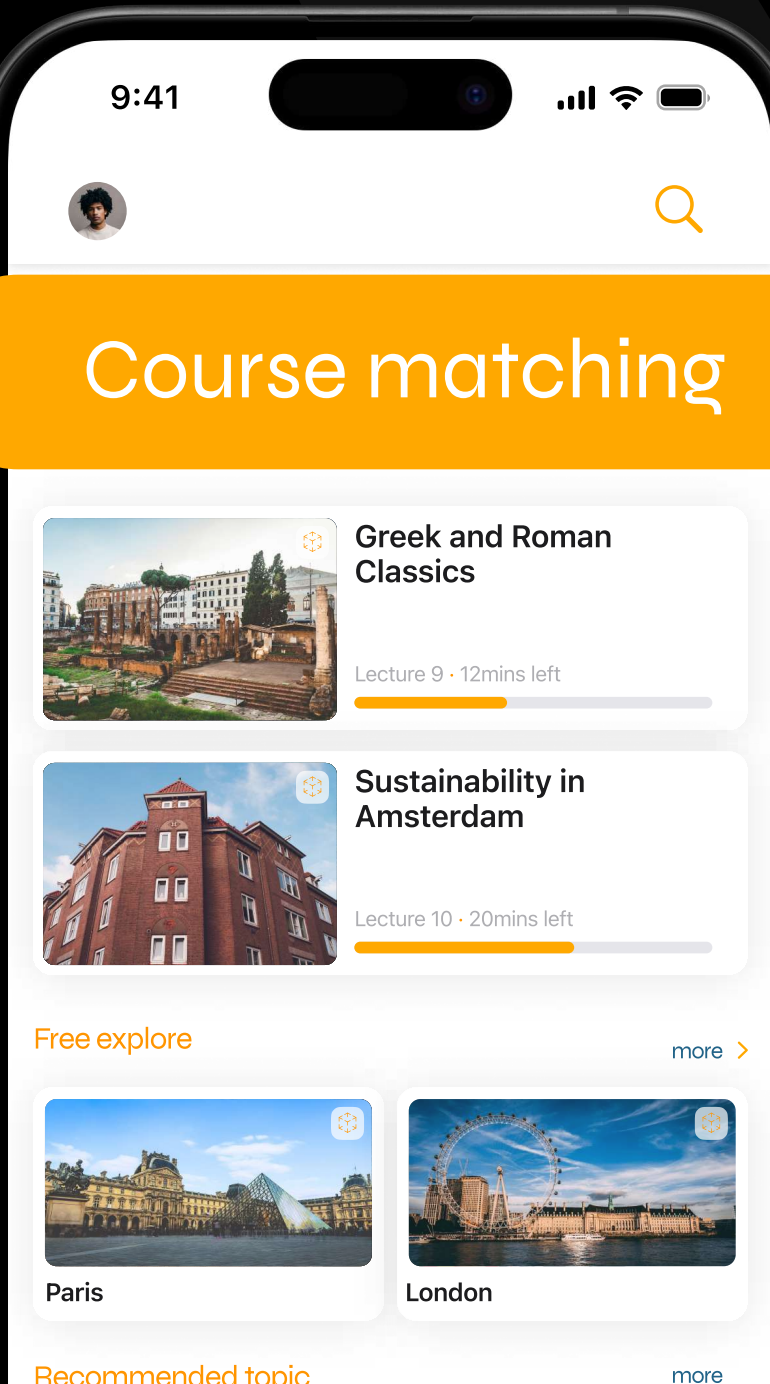 9:41
Course matching
Greek and Roman
Classics
Lecture 9 · 12mins left
Sustainability in
Amsterdam
Lecture 10 · 20mins left
Free explore
more
Paris
London
Recommended topic
more